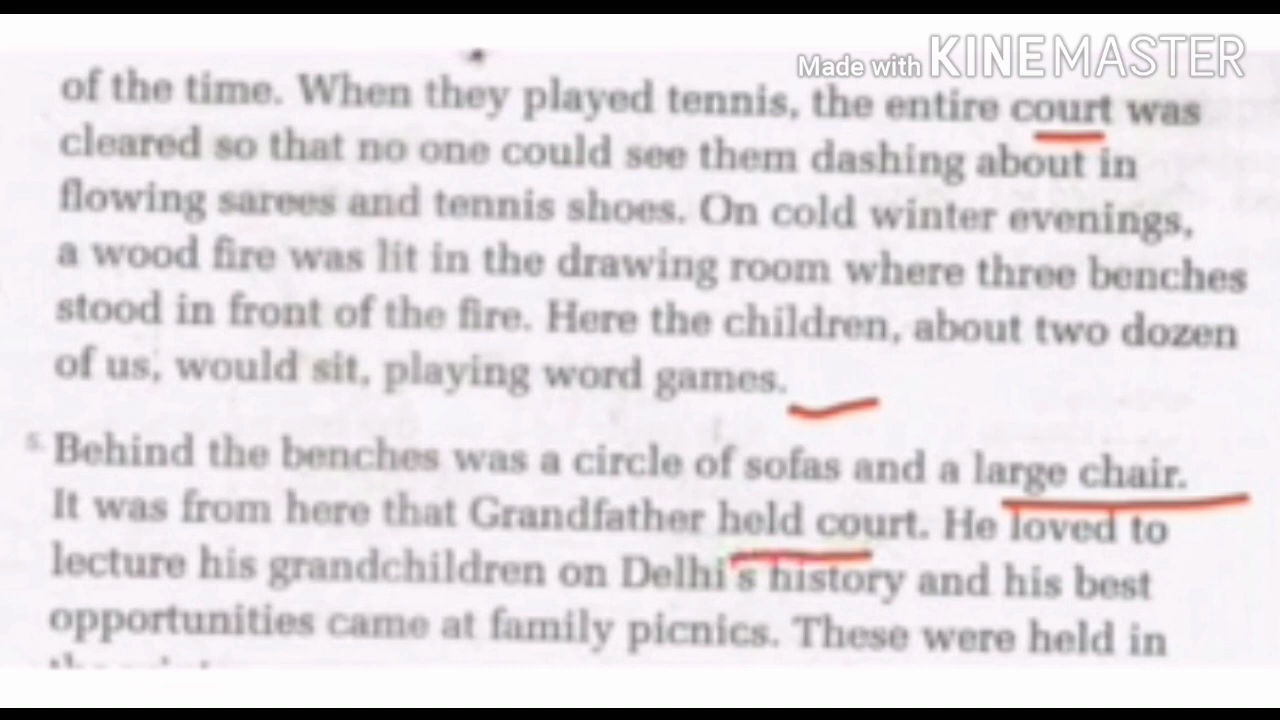 Made with KINEMASTER
of the time. When they played tennis, the entire court was
cleared so that no one could see them dashing about in
flowing sarees and tennis shoes. On cold winter evenings,
a wood fire was lit in the drawing room where three benches
stood in front of the fire. Here the children, about two dozen
of us, would sit, playing word games.
5. Behind the benches was a circle of sofas and a large chair.
It was from here that Grandfather held court. He loved to
lecture his grandchildren on Delhi's history and his best
opportunities came at family picnics. These were held in